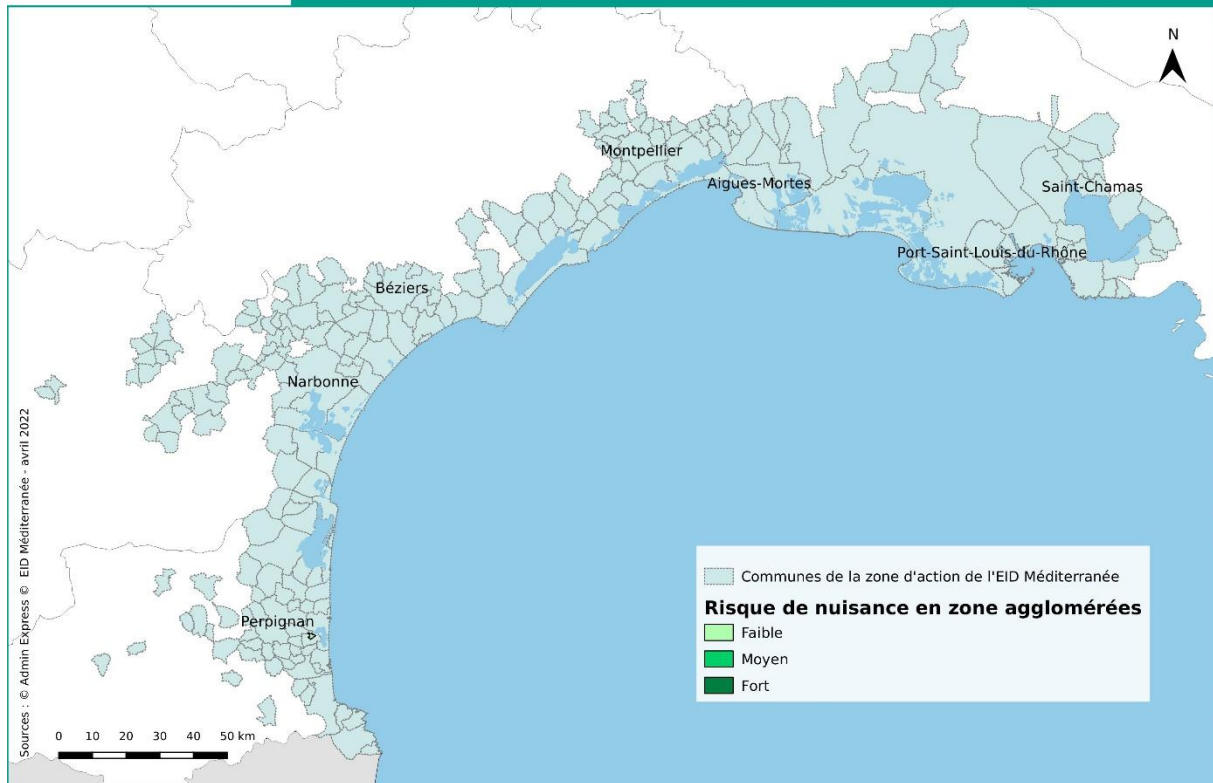 N
Montpellier
Aigues-Mortes
Saint-Chamas
Port-Saint-Louis-du-Rhône
Béziers
Narbonne
Perpignan
Communes de la zone d'action de l'EID Méditerranée
Risque de nuisance en zone agglomérées
Faible
Moyen
Fort
0 10 20 30 40 50 km
Sources : © Admin Express © EID Méditerranée - avril 2022